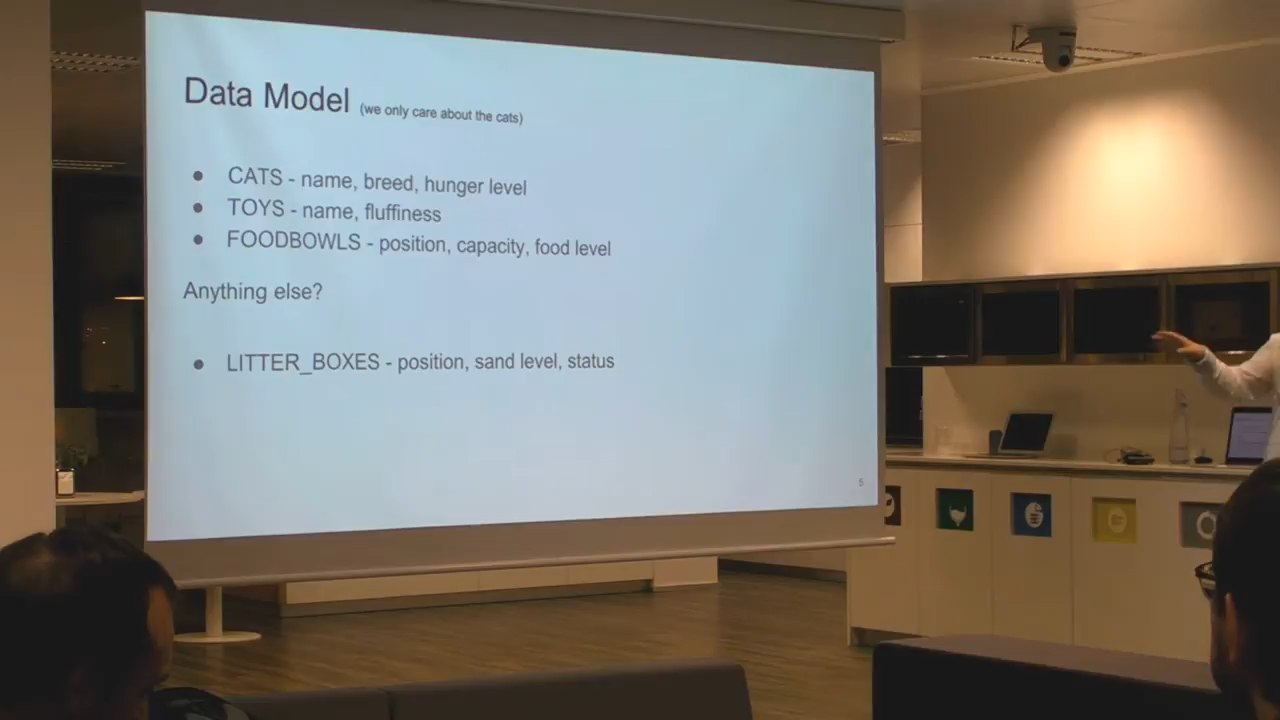 Data Model (we only care about the cats)
● CATS - name, breed, hunger level
● TOYS - name, fluffiness
● FOODBOWLS - position, capacity, food level
Anything else?
● LITTER_BOXES - position, sand level, status
5